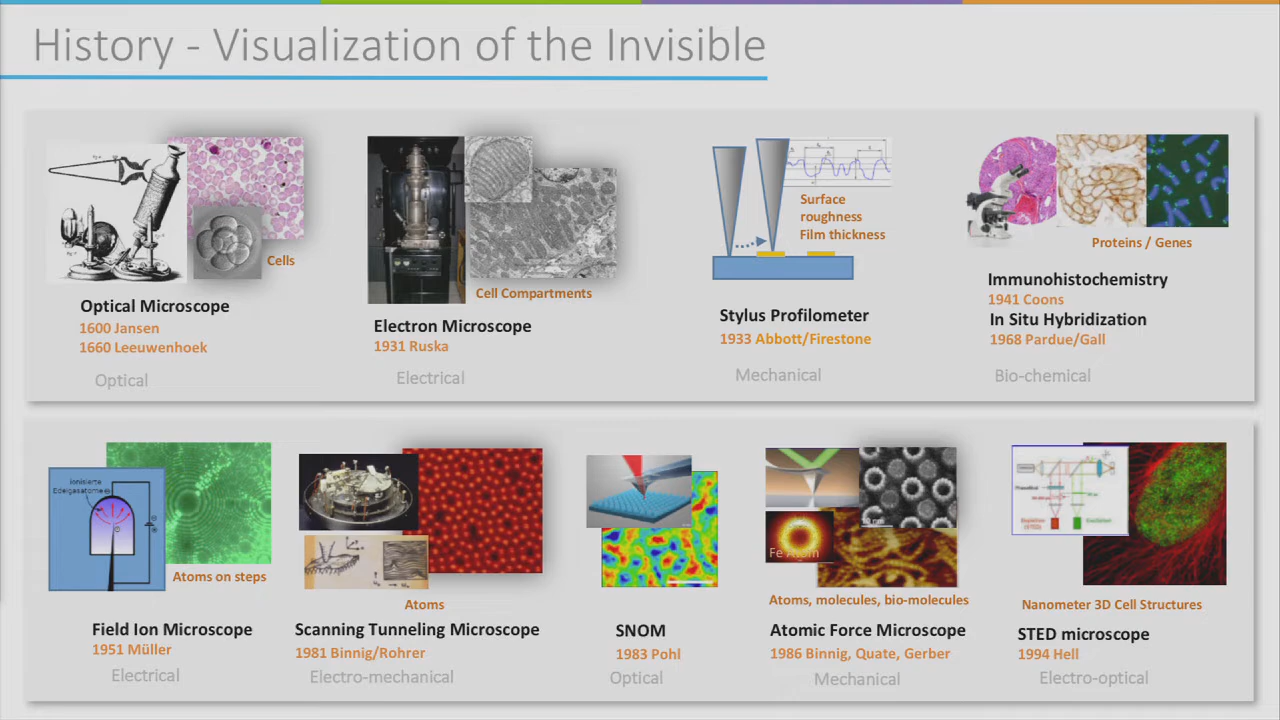 History - Visualization of the Invisible
Cells
Optical Microscope
1600 Jansen
1660 Leeuwenhoek
Optical
Cell Compartments
Electron Microscope
1931 Ruska
Electrical
Surface
roughness
Film thickness
Stylus Profilometer
1933 Abbott/Firestone
Mechanical
Proteins / Genes
Immunohistochemistry
1941 Coons
In Situ Hybridization
1968 Pardue/Gall
Bio-chemical
ionisierte
Edelgasatome
Atoms on steps
Field Ion Microscope
1951 Müller
Electrical
Atoms
Scanning Tunneling Microscope
1981 Binnig/Rohrer
Electro-mechanical
SNOM
1983 Pohl
Optical
Fe Atom
Atoms, molecules, bio-molecules
Atomic Force Microscope
1986 Binnig, Quate, Gerber
Mechanical
Nanometer 3D Cell Structures
STED microscope
1994 Hell
Electro-optical